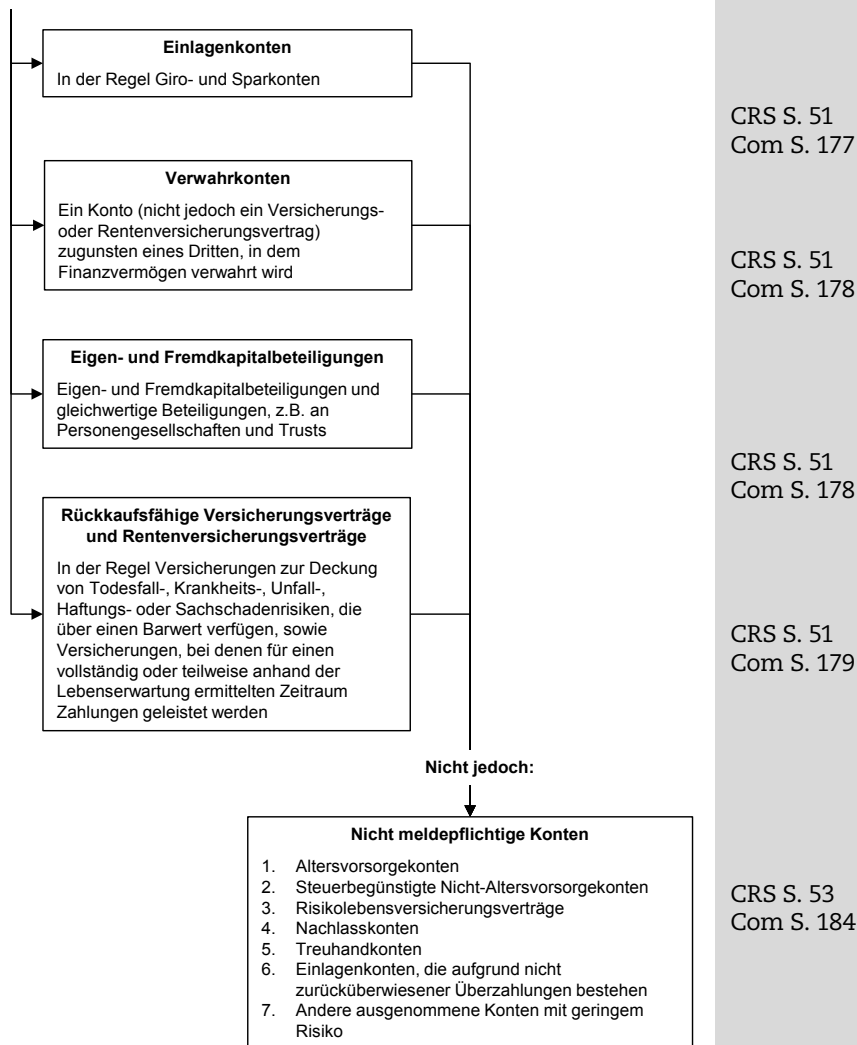 Einlagenkonten
In der Regel Giro- und Sparkonten
CRS S. 51
Com S. 177
Verwahrkonten
Ein Konto (nicht jedoch ein Versicherungs-
oder Rentenversicherungsvertrag)
zugunsten eines Dritten, in dem
Finanzvermögen verwahrt wird
CRS S. 51
Com S. 178
Eigen- und Fremdkapitalbeteiligungen
Eigen- und Fremdkapitalbeteiligungen und
gleichwertige Beteiligungen, z.B. an
Personengesellschaften und Trusts
CRS S. 51
Com S. 178
Rückkaufsfähige Versicherungsverträge
und Rentenversicherungsverträge
In der Regel Versicherungen zur Deckung
von Todesfall-, Krankheits-, Unfall-,
Haftungs- oder Sachschadenrisiken, die
über einen Barwert verfügen, sowie
Versicherungen, bei denen für einen
vollständig oder teilweise anhand der
Lebenserwartung ermittelten Zeitraum
Zahlungen geleistet werden
CRS S. 51
Com S. 179
Nicht jedoch:
Nicht meldepflichtige Konten
1. Altersvorsorgekonten
2. Steuerbegünstigte Nicht-Altersvorsorgekonten
3. Risikolebensversicherungsverträge
4. Nachlasskonten
5. Treuhandkonten
6. Einlagenkonten, die aufgrund nicht
zurücküberwiesener Überzahlungen bestehen
7. Andere ausgenommene Konten mit geringem
Risiko
CRS S. 53
Com S. 184